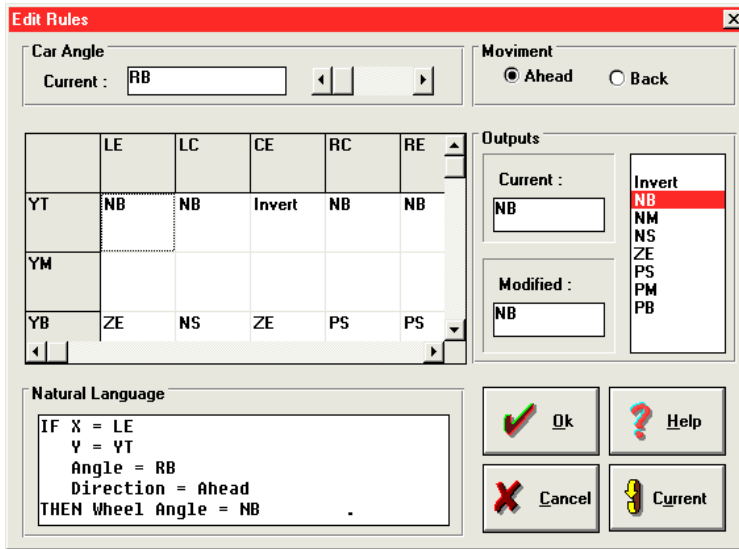 Edit Rules
Car Angle
Current :
RB
Moviment
Ahead
Back
LE LC CE RC RE
YT NB NB Invert NB NB
YM
YB ZE NS ZE PS PS
Outputs
Current :
NB
Modified :
NB
Invert
NB
NM
NS
ZE
PS
PM
PB
Natural Language
IF X = LE
Y = YT
Angle = RB
Direction = Ahead
THEN Wheel Angle = NB .
Ok
Help
Cancel
Current